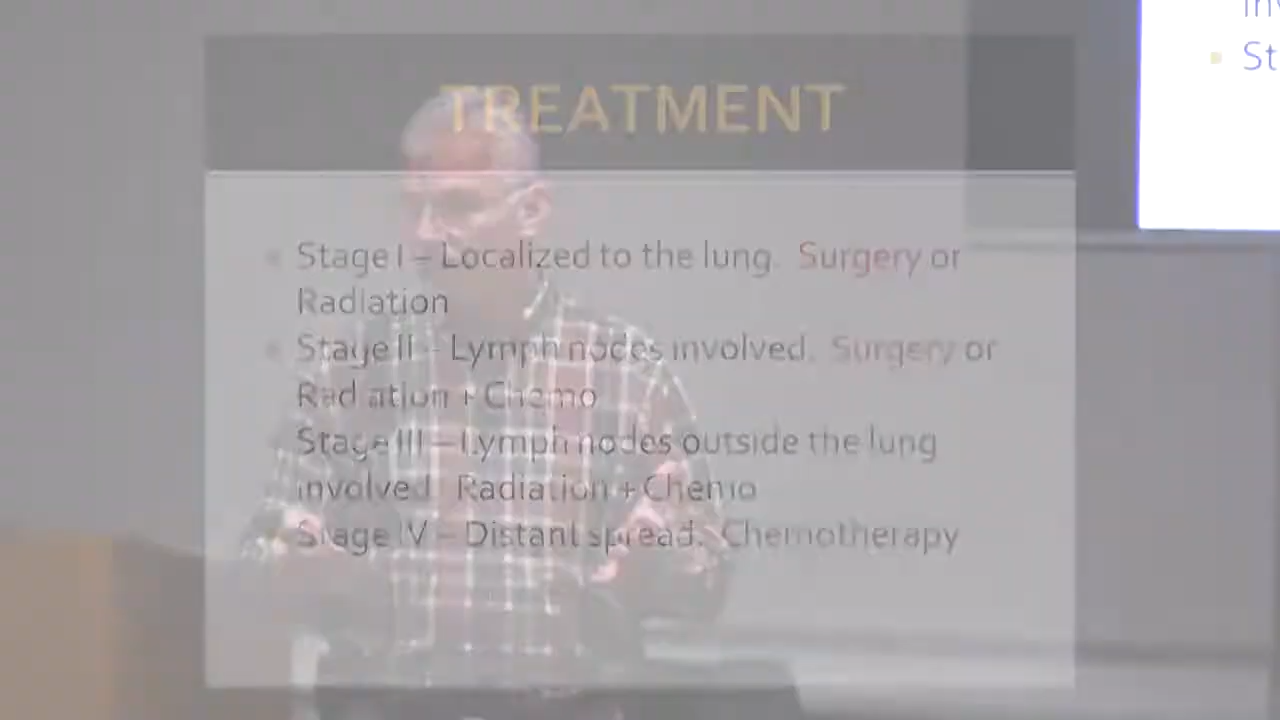 TREATMENT
Stage I – Localized to the lung. Surgery or
Radiation
Stage II – Lymph nodes involved. Surgery or
Radiation + Chemo
Stage III – Lymph nodes outside the lung
involved. Radiation + Chemo
Stage IV – Distant spread. Chemotherapy
inv
St